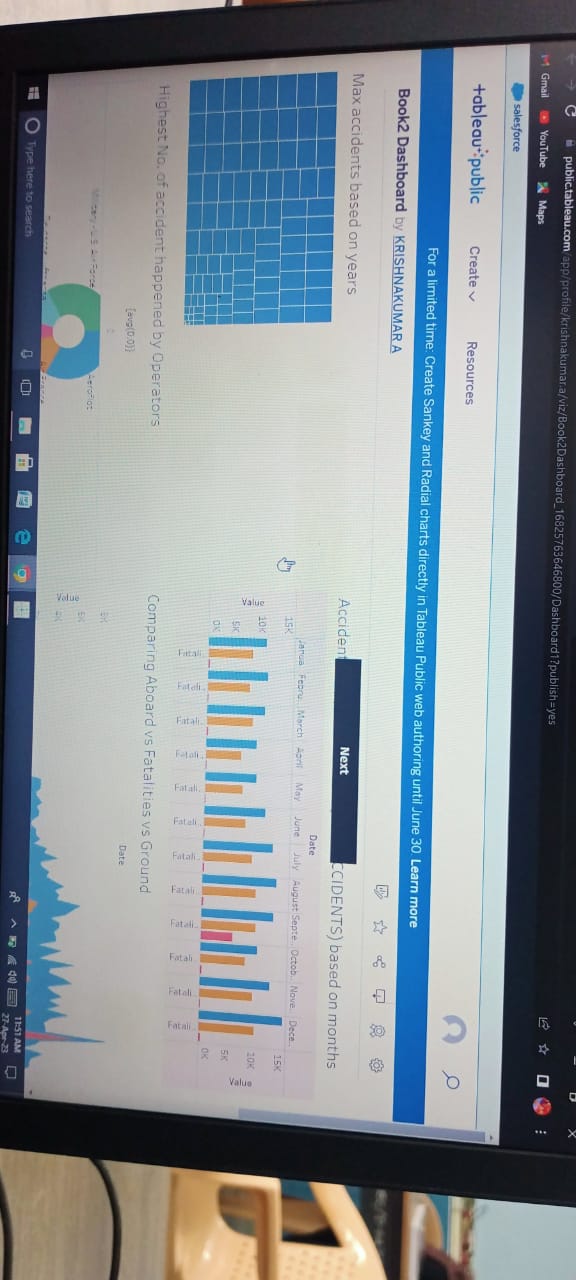 public.tableau.com/app/profile/krishnakumar.a/viz/Book2Dashboard_16825763646800/Dashboard1?publish=yes
Gmail YouTube Maps
salesforce
+ableau public Create Resources
For a limited time: Create Sankey and Radial charts directly in Tableau Public web authoring until June 30 Learn more
Book2 Dashboard by KRISHNAKUMAR A
Max accidents based on years
Acciden
Next
CCIDENTS) based on months
Date
Janua.. Febru.. March April May June July August Septe.. Octob.. Nove.. Dece..
Value
15K
10K
5K
0K
15K
10K
5K
0K
Value
Fatali.. Fatali.. Fatali.. Fatali.. Fatali.. Fatali.. Fatali.. Fatali.. Fatali.. Fatali.. Fatali.. Fatali..
Highest No. of accident happened by Operators
[avg(0.0)]
Military - U.S. Air Force
Aeroflot
Comparing Aboard vs Fatalities vs Ground
Date
Value
8K
6K
4K
Type here to search
11:51 AM
27-Apr-23